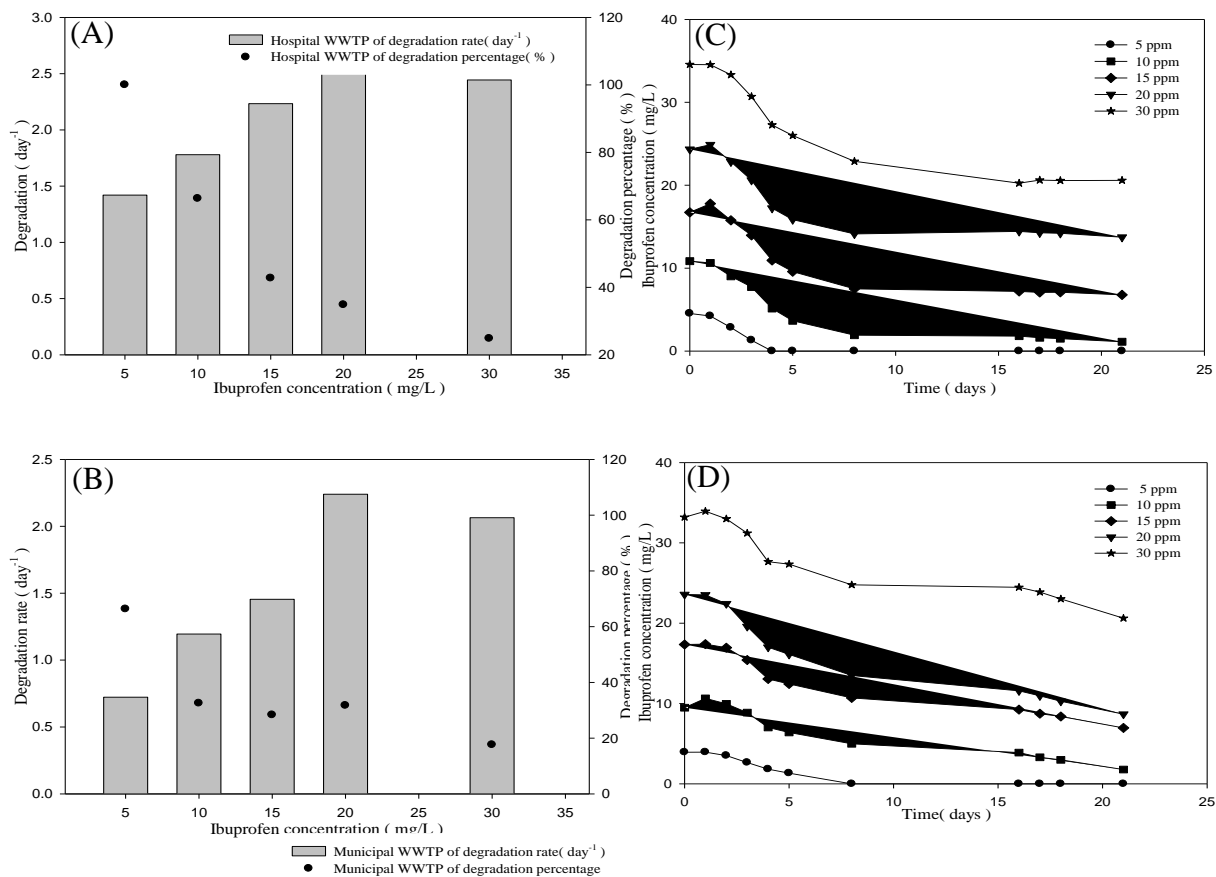 (A)
3.0
2.5
2.0
1.5
1.0
0.5
0.0
Degradation ( day-1 )
Hospital WWTP of degradation rate( day-1 )
Hospital WWTP of degradation percentage( % )
120
100
80
60
40
20
Degradation percentage ( % )
5 10 15 20 25 30 35
Ibuprofen concentration ( mg/L )
(C)
40
30
20
10
0
Ibuprofen concentration ( mg/L )
5 ppm
10 ppm
15 ppm
20 ppm
30 ppm
0 5 10 15 20 25
Time ( days )
(B)
2.5
2.0
1.5
1.0
0.5
0.0
Degradation rate ( day-1 )
120
100
80
60
40
20
0
Degradation percentage ( % )
5 10 15 20 25 30 35
Ibuprofen concentration ( mg/L )
Municipal WWTP of degradation rate( day-1 )
Municipal WWTP of degradation percentage
(D)
40
30
20
10
0
Ibuprofen concentration ( mg/L )
5 ppm
10 ppm
15 ppm
20 ppm
30 ppm
0 5 10 15 20 25
Time( days )